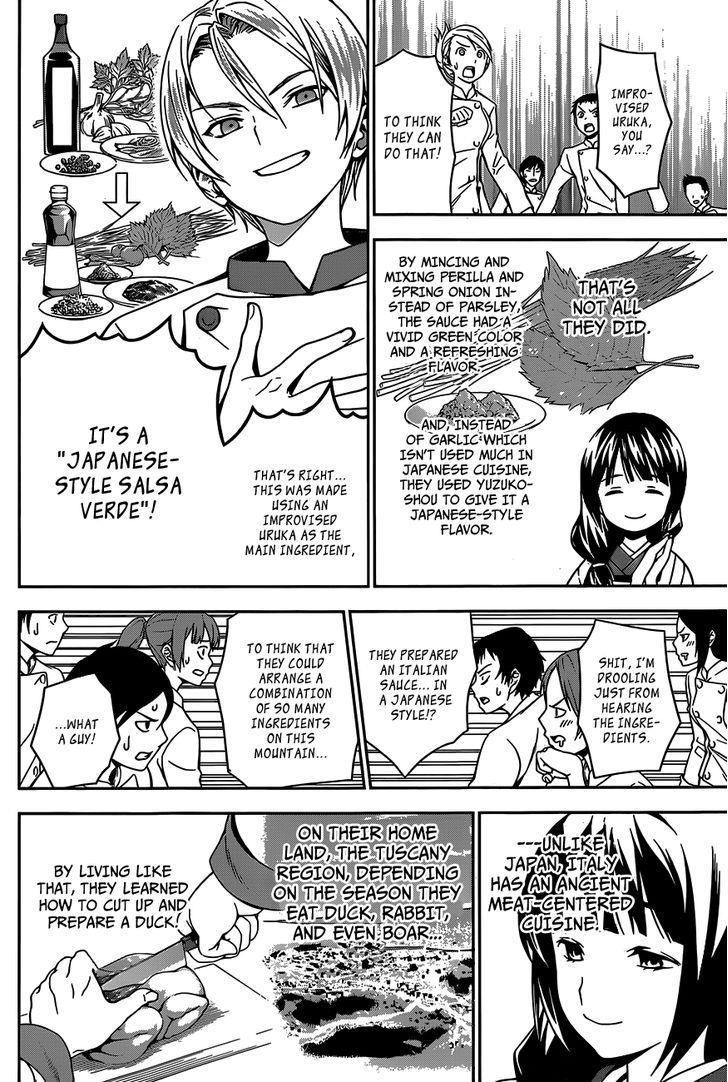 IMPRO-
VISED
URUKA,
YOU
SAY...?
TO THINK
THEY CAN
DO THAT!
THAT'S
NOT ALL
THEY DID.
BY MINCING AND
MIXING PERILLA AND
SPRING ONION IN-
STEAD OF PARSLEY,
THE SAUCE HAD A
VIVID GREEN COLOR
AND A REFRESHING
FLAVOR.
AND, INSTEAD
OF GARLIC WHICH
ISN'T USED MUCH IN
JAPANESE CUISINE,
THEY USED YUZUKO-
SHOU TO GIVE IT A
JAPANESE-STYLE
FLAVOR.
THAT'S RIGHT...
THIS WAS MADE
USING AN
IMPROVISED
URUKA AS THE
MAIN INGREDIENT,
IT'S A
"JAPANESE-
STYLE SALSA
VERDE"!
SHIT, I'M
DROOLING
JUST FROM
HEARING
THE INGRE-
DIENTS.
THEY PREPARED
AN ITALIAN
SAUCE... IN
A JAPANESE
STYLE!?
TO THINK THAT
THEY COULD
ARRANGE A
COMBINATION
OF SO MANY
INGREDIENTS
ON THIS
MOUNTAIN...
...WHAT
A GUY!
---UNLIKE
JAPAN, ITALY
HAS AN ANCIENT
MEAT-CENTERED
CUISINE.
ON THEIR HOME
LAND, THE TUSCANY
REGION, DEPENDING
ON THE SEASON THEY
EAT DUCK, RABBIT,
AND EVEN BOAR...
BY LIVING LIKE
THAT, THEY LEARNED
HOW TO CUT UP AND
PREPARE A DUCK!